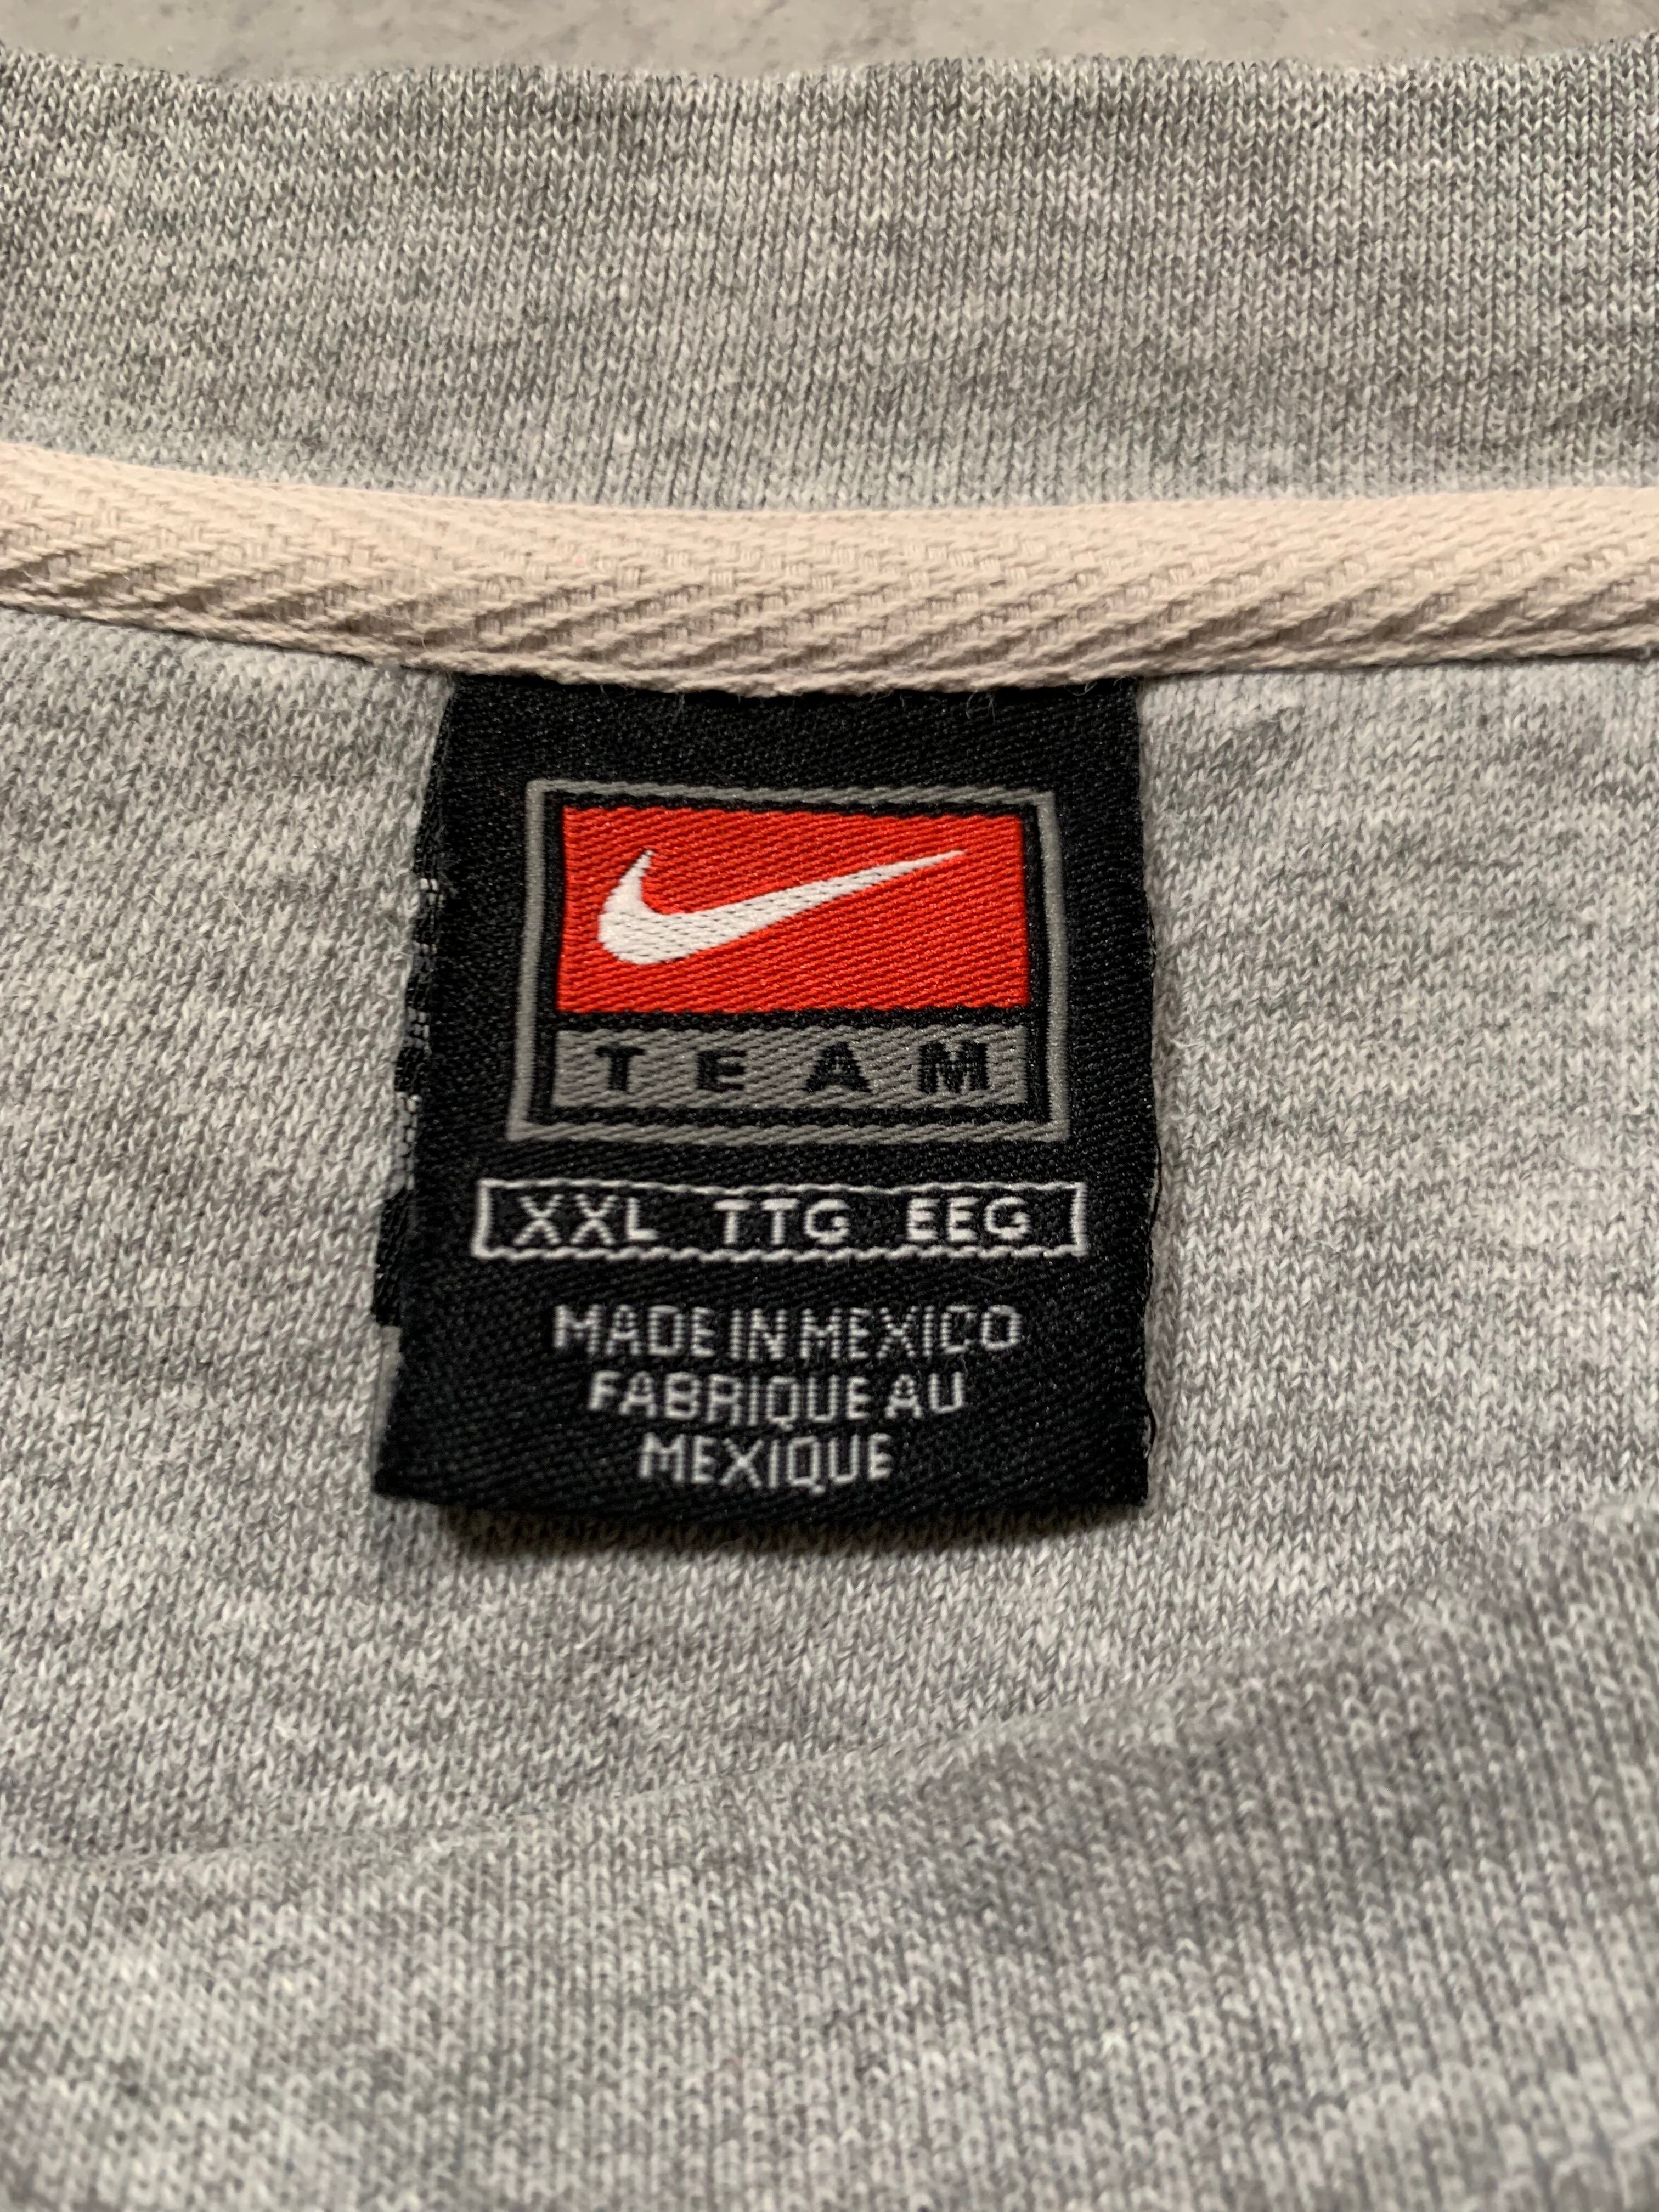 TEAM
XXL TTG EEG
MADE IN MEXICO
FABRIQUE AU
MEXIQUE